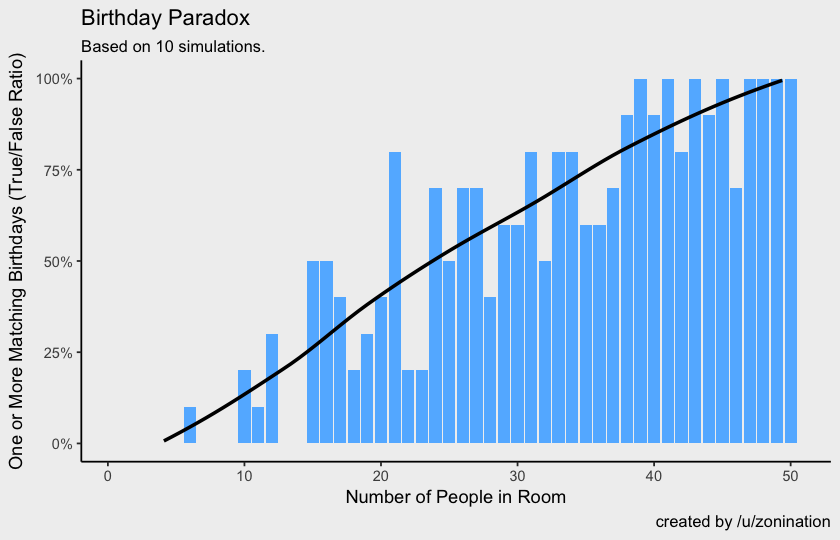 Birthday Paradox
Based on 10 simulations.
One or More Matching Birthdays (True/False Ratio)
100%
75%
50%
25%
0%
0 10 20 30 40 50
Number of People in Room
created by /u/zonination